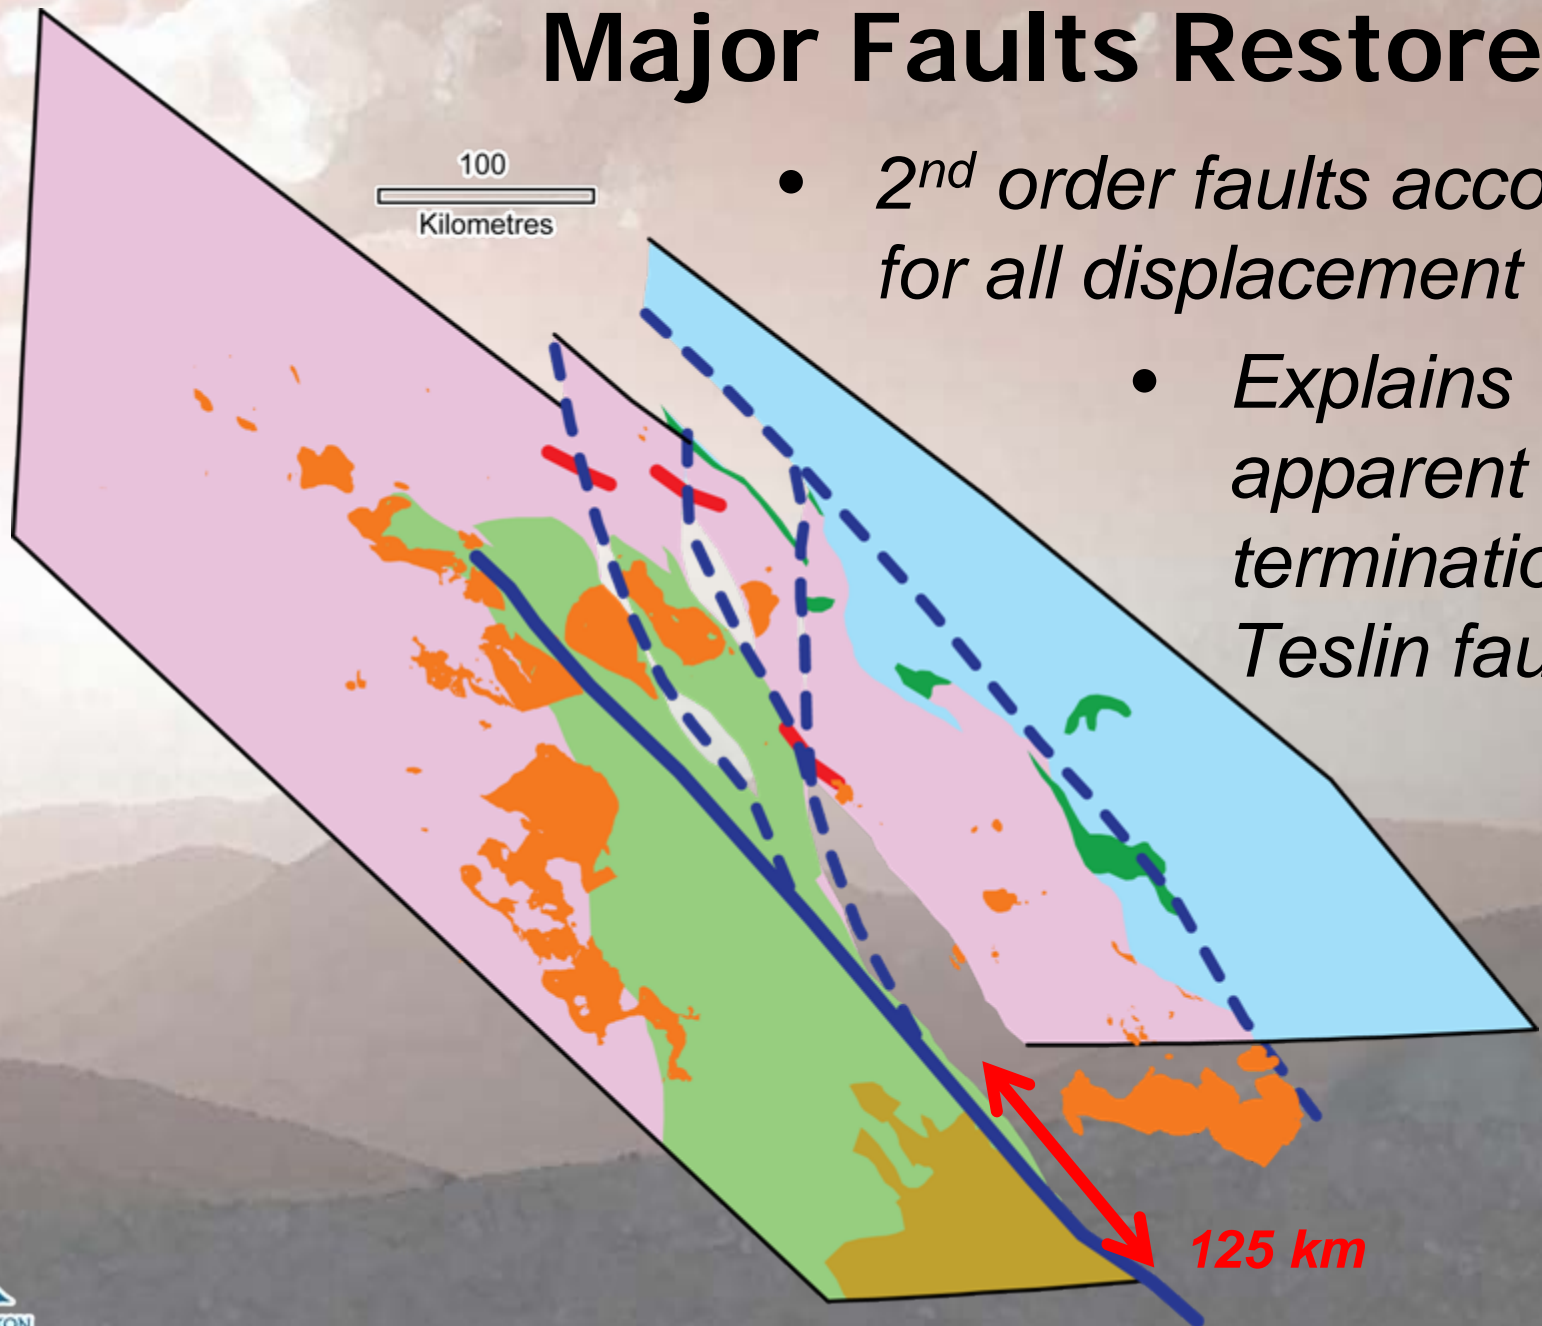 Major Faults Restore
100
Kilometres
• 2nd order faults acco
for all displacement
• Explains
apparent
terminatio
Teslin fau
125 km